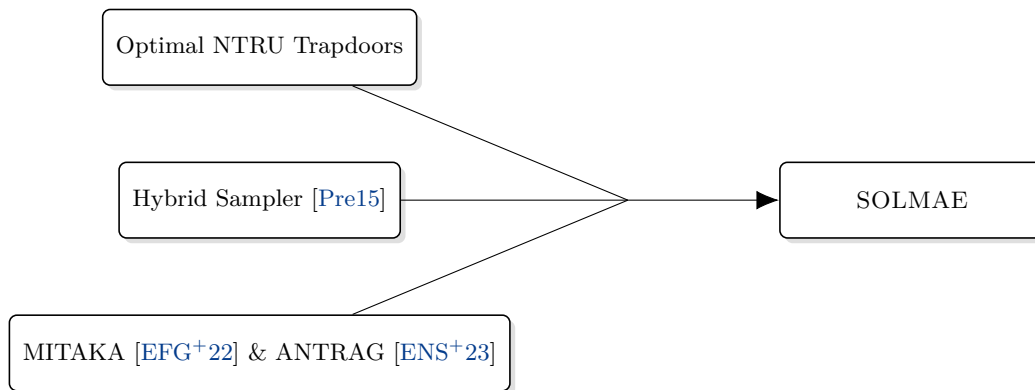 Optimal NTRU Trapdoors
Hybrid Sampler [Pre15]
SOLMAE
MITAKA [EFG+22] & ANTRAG [ENS+23]